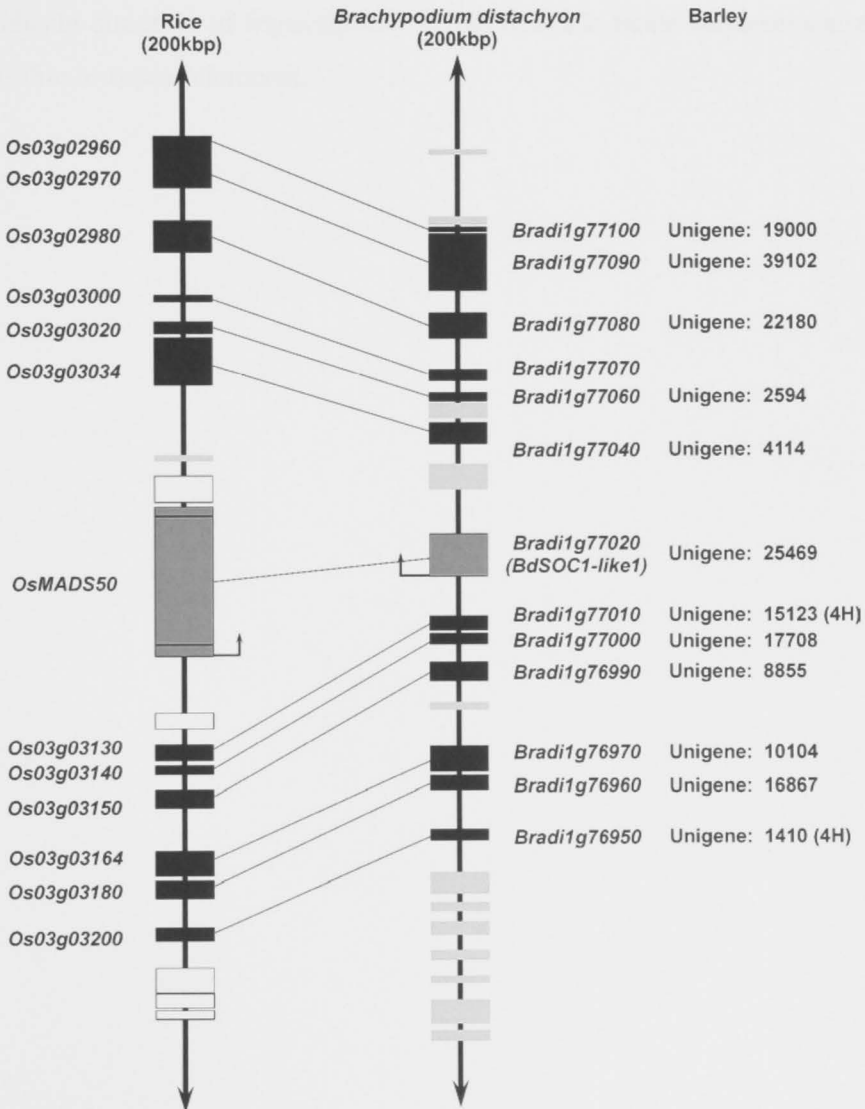 Rice
(200kbp)
Brachypodium distachyon
(200kbp)
Barley
Os03g02960
Os03g02970
Os03g02980
Os03g03000
Os03g03020
Os03g03034
OsMADS50
Os03g03130
Os03g03140
Os03g03150
Os03g03164
Os03g03180
Os03g03200
Bradi1g77100 Unigene: 19000
Bradi1g77090 Unigene: 39102
Bradi1g77080 Unigene: 22180
Bradi1g77070
Bradi1g77060 Unigene: 2594
Bradi1g77040 Unigene: 4114
Bradi1g77020
(BdSOC1-like1) Unigene: 25469
Bradi1g77010 Unigene: 15123 (4H)
Bradi1g77000 Unigene: 17708
Bradi1g76990 Unigene: 8855
Bradi1g76970 Unigene: 10104
Bradi1g76960 Unigene: 16867
Bradi1g76950 Unigene: 1410 (4H)